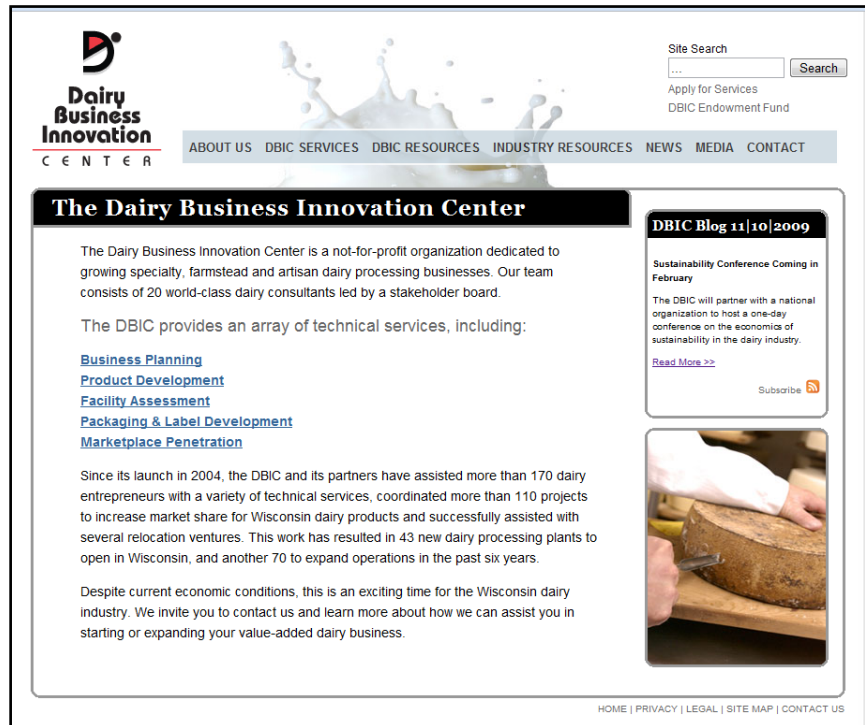 Dairy
Business
Innovation
CENTER
Site Search
...
Search
Apply for Services
DBIC Endowment Fund
ABOUT US DBIC SERVICES DBIC RESOURCES INDUSTRY RESOURCES NEWS MEDIA CONTACT
The Dairy Business Innovation Center
The Dairy Business Innovation Center is a not-for-profit organization dedicated to
growing specialty, farmstead and artisan dairy processing businesses. Our team
consists of 20 world-class dairy consultants led by a stakeholder board.
The DBIC provides an array of technical services, including:
Business Planning
Product Development
Facility Assessment
Packaging & Label Development
Marketplace Penetration
Since its launch in 2004, the DBIC and its partners have assisted more than 170 dairy
entrepreneurs with a variety of technical services, coordinated more than 110 projects
to increase market share for Wisconsin dairy products and successfully assisted with
several relocation ventures. This work has resulted in 43 new dairy processing plants to
open in Wisconsin, and another 70 to expand operations in the past six years.
Despite current economic conditions, this is an exciting time for the Wisconsin dairy
industry. We invite you to contact us and learn more about how we can assist you in
starting or expanding your value-added dairy business.
DBIC Blog 11|10|2009
Sustainability Conference Coming in
February
The DBIC will partner with a national
organization to host a one-day
conference on the economics of
sustainability in the dairy industry.
Read More >>
Subscribe
HOME | PRIVACY | LEGAL | SITE MAP | CONTACT US